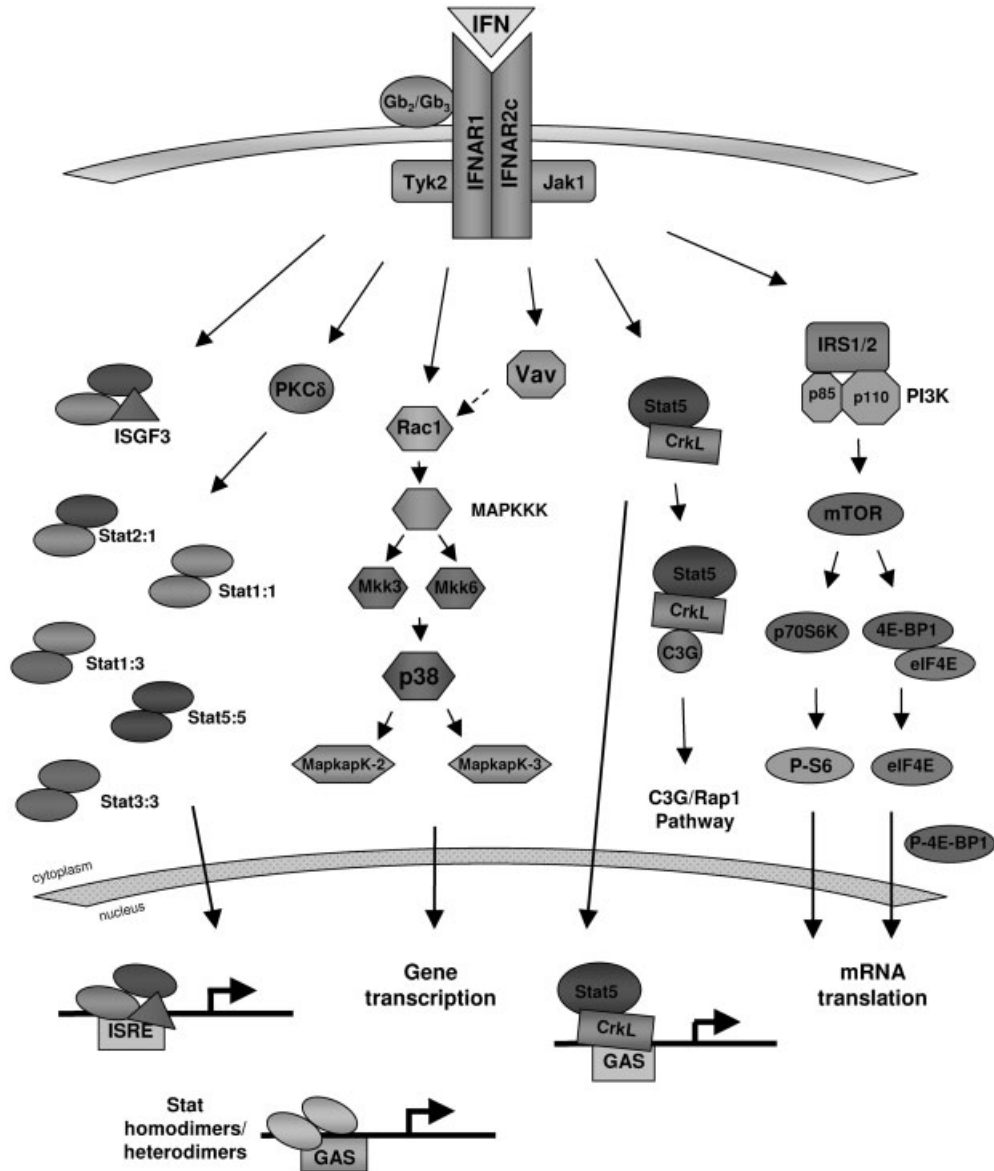 IFN
Gb2/Gb3
IFNAR1
IFNAR2c
Tyk2
Jak1
IRS1/2
p85
p110
PI3K
Vav
PKCδ
Stat5
CrkL
Rac1
ISGF3
MAPKKK
mTOR
Stat2:1
Stat1:1
Mkk3
Mkk6
Stat5
CrkL
C3G
p70S6K
4E-BP1
eIF4E
Stat1:3
p38
Stat5:5
MapkapK-2
MapkapK-3
P-S6
eIF4E
Stat3:3
C3G/Rap1
Pathway
P-4E-BP1
cytoplasm
nucleus
Gene
transcription
mRNA
translation
Stat5
CrkL
GAS
ISRE
Stat
homodimers/
heterodimers
GAS